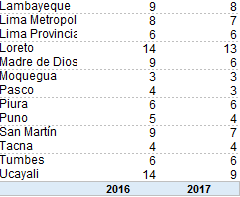 Lambayeque 9 8
Lima Metropol 8 7
Lima Provincia 6 6
Loreto 14 13
Madre de Dios 9 6
Moquegua 3 3
Pasco 4 3
Piura 6 6
Puno 5 4
San Martín 9 7
Tacna 4 4
Tumbes 6 6
Ucayali 14 9
2016 2017